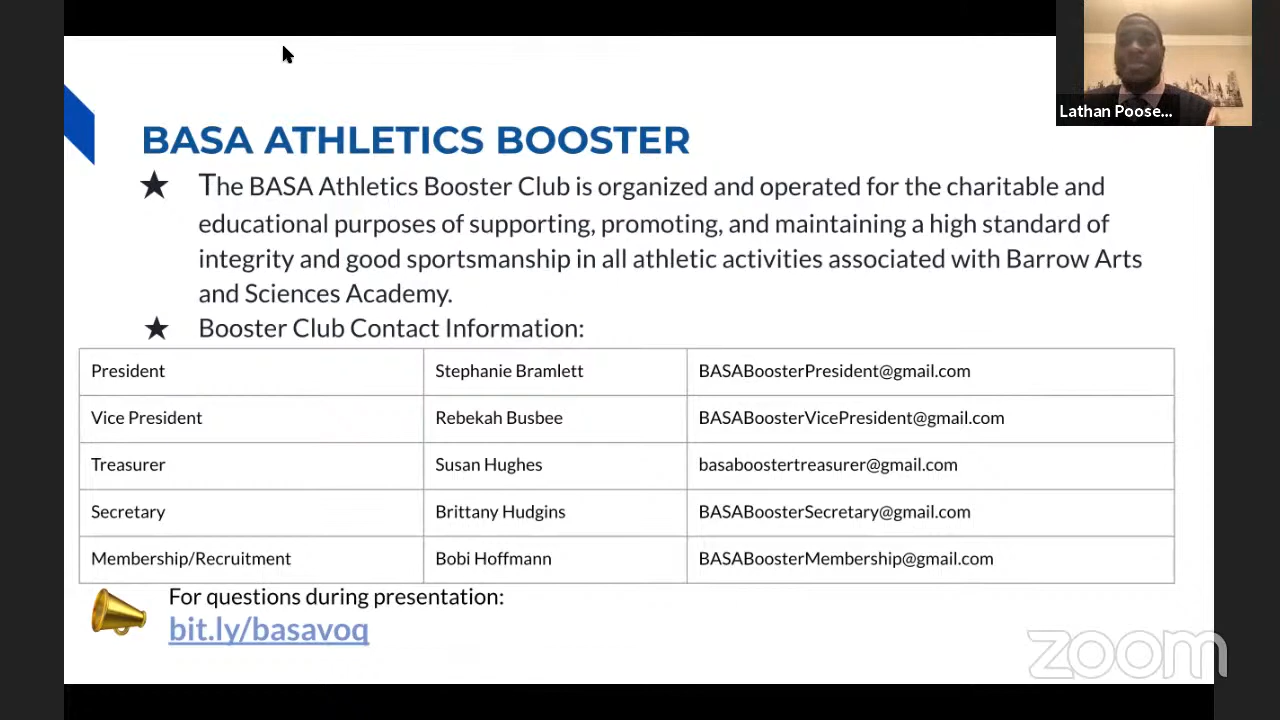 Lathan Poose...
BASA ATHLETICS BOOSTER
★ The BASA Athletics Booster Club is organized and operated for the charitable and
educational purposes of supporting, promoting, and maintaining a high standard of
integrity and good sportsmanship in all athletic activities associated with Barrow Arts
and Sciences Academy.
★ Booster Club Contact Information:
President Stephanie Bramlett BASABoosterPresident@gmail.com
Vice President Rebekah Busbee BASABoosterVicePresident@gmail.com
Treasurer Susan Hughes basaboostertreasurer@gmail.com
Secretary Brittany Hudgins BASABoosterSecretary@gmail.com
Membership/Recruitment Bobi Hoffmann BASABoosterMembership@gmail.com
For questions during presentation:
bit.ly/basavoq
zoom